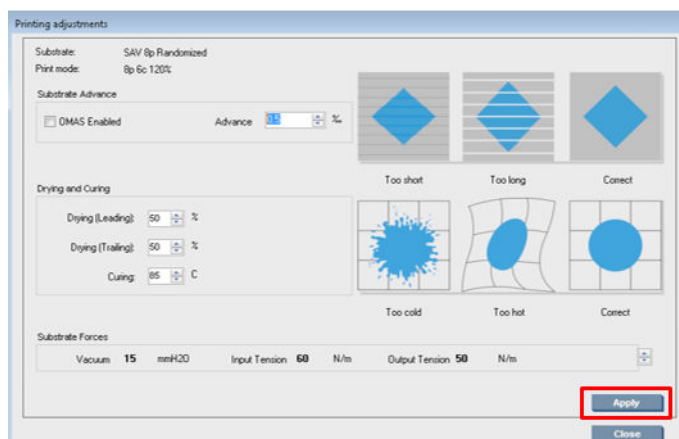 Printing adjustments
Substrate: SAV 8p Randomized
Print mode: 8p 6c 120%
Substrate Advance
OMAS Enabled Advance 0.5 ‰
Too short Too long Correct
Drying and Curing
Drying (Leading): 50 %
Drying (Trailing): 50 %
Curing: 85 C
Too cold Too hot Correct
Substrate Forces
Vacuum 15 mmH2O Input Tension 60 N/m Output Tension 50 N/m
Apply
Close